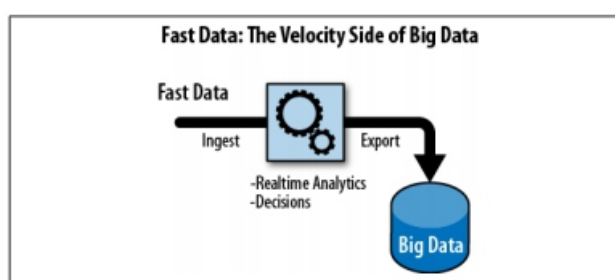 Fast Data: The Velocity Side of Big Data
Fast Data
Ingest
Export
-Realtime Analytics
-Decisions
Big Data